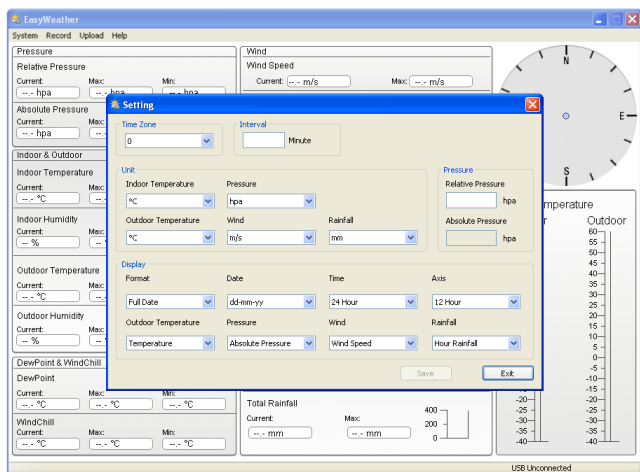 EasyWeather
System Record Upload Help
Pressure
Relative Pressure
Current: Max: Min:
--.- hpa --.- hpa --.- hpa
Absolute Pressure
Current: Max:
--.- hpa
Indoor & Outdoor
Indoor Temperature
Current: Max:
--.- °C
Indoor Humidity
Current: Max:
-- %
Outdoor Temperature
Current: Max:
--.- °C
Outdoor Humidity
Current: Max:
-- %
DewPoint & WindChill
DewPoint
Current: Max: Min:
--.- °C --.- °C --.- °C
WindChill
Current: Max: Min:
--.- °C --.- °C --.- °C
Wind
Wind Speed
Current: --.- m/s Max: --.- m/s
N
E
S
Setting
Time Zone
0
Interval
Minute
Unit
Indoor Temperature Pressure
°C hpa
Outdoor Temperature Wind Rainfall
°C m/s mm
Pressure
Relative Pressure
hpa
Absolute Pressure
hpa
Display
Format Date Time Axis
Full Date dd-mm-yy 24 Hour 12 Hour
Outdoor Temperature Pressure Wind Rainfall
Temperature Absolute Pressure Wind Speed Hour Rainfall
Save Exit
Total Rainfall
Current: Max:
--.- mm --.- mm
400
200
0
mperature
r Outdoor
60
55
50
45
40
35
30
25
20
15
10
5
0
-5
-10
-15
-20 -20
-25 -25
-30 -30
-35 -35
-40 -40
USB Unconnected